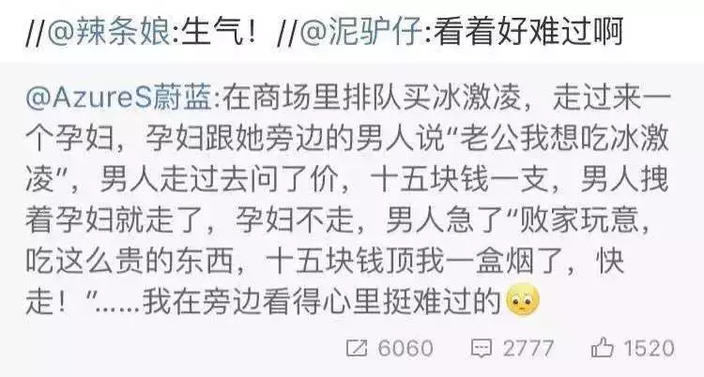 //@辣条娘:生气！//@泥驴仔:看着好难过啊
@AzureS蔚蓝:在商场里排队买冰激凌，走过来一
个孕妇，孕妇跟她旁边的男人说“老公我想吃冰激
凌”，男人走过去问了价，十五块钱一支，男人拽
着孕妇就走了，孕妇不走，男人急了“败家玩意，
吃这么贵的东西，十五块钱顶我一盒烟了，快
走！”……我在旁边看得心里挺难过的
6060 2777 1520